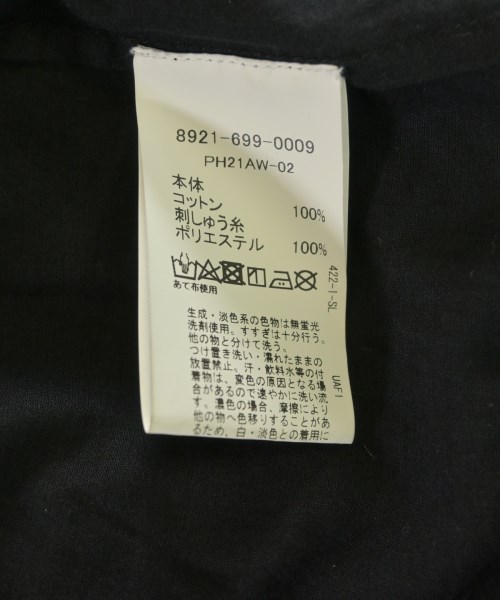 8921-699-0009
PH21AW-02
本体
コットン 100%
刺しゅう糸
ポリエステル 100%
あて布使用
422-1-SL
生成・淡色系の色物は無蛍光
洗剤使用。すすぎは十分行う。
他の物と分けて洗う。
つけ置き洗い・濡れたままの
放置禁止。汗・飲料水等の付
着物は、変色の原因となる場
合があるので速やかに洗い流
す。濃色の場合、摩擦により
他の物へ色移りすることがあ
るため、白・淡色との着用に
UAF1